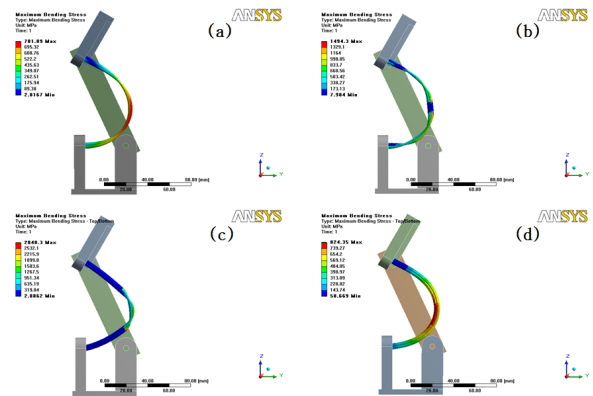 Maximum Bending Stress
Type: Maximum Bending Stress
Unit: MPa
Time: 1
781.89 Max
695.32
608.76
522.2
435.63
349.07
262.51
175.94
89.38
2.8167 Min
ANSYS
(a)
Z
Y
0.00 40.00 80.00 (mm)
20.00 60.00
Maximum Bending Stress
Type: Maximum Bending Stress
Unit: MPa
Time: 1
1494.3 Max
1329.1
1164
998.85
833.7
668.56
503.42
338.27
173.13
7.984 Min
ANSYS
(b)
Z
Y
0.00 40.00 80.00 (mm)
20.00 60.00
Maximum Bending Stress
Type: Maximum Bending Stress - Top/Bottom
Unit: MPa
Time: 1
2848.3 Max
2532.1
2215.9
1899.8
1583.6
1267.5
951.34
635.19
319.04
2.8862 Min
ANSYS
(c)
Z
Y
0.00 40.00 80.00 (mm)
20.00 60.00
Maximum Bending Stress
Type: Maximum Bending Stress - Top/Bottom
Unit: MPa
Time: 1
824.35 Max
739.27
654.2
569.12
484.05
398.97
313.89
228.82
143.74
58.669 Min
ANSYS
(d)
Z
Y
0.00 40.00 80.00 (mm)
20.00 60.00